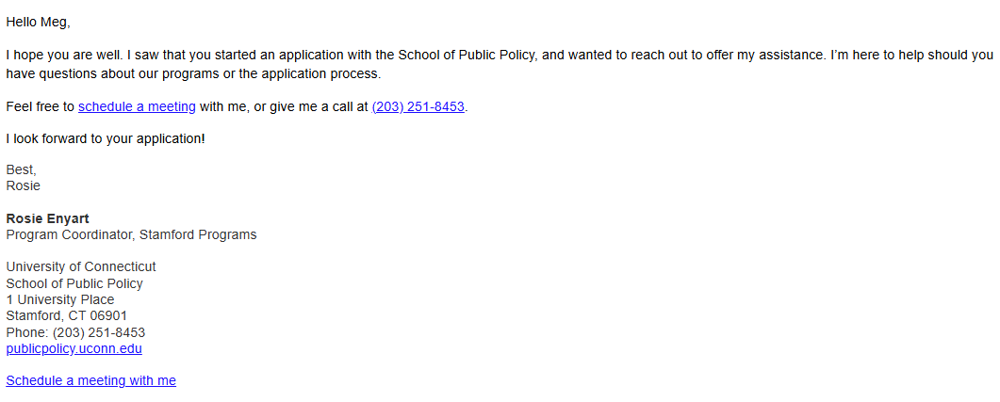 Hello Meg,
I hope you are well. I saw that you started an application with the School of Public Policy, and wanted to reach out to offer my assistance. I’m here to help should you
have questions about our programs or the application process.
Feel free to schedule a meeting with me, or give me a call at (203) 251-8453.
I look forward to your application!
Best,
Rosie
Rosie Enyart
Program Coordinator, Stamford Programs
University of Connecticut
School of Public Policy
1 University Place
Stamford, CT 06901
Phone: (203) 251-8453
publicpolicy.uconn.edu
Schedule a meeting with me